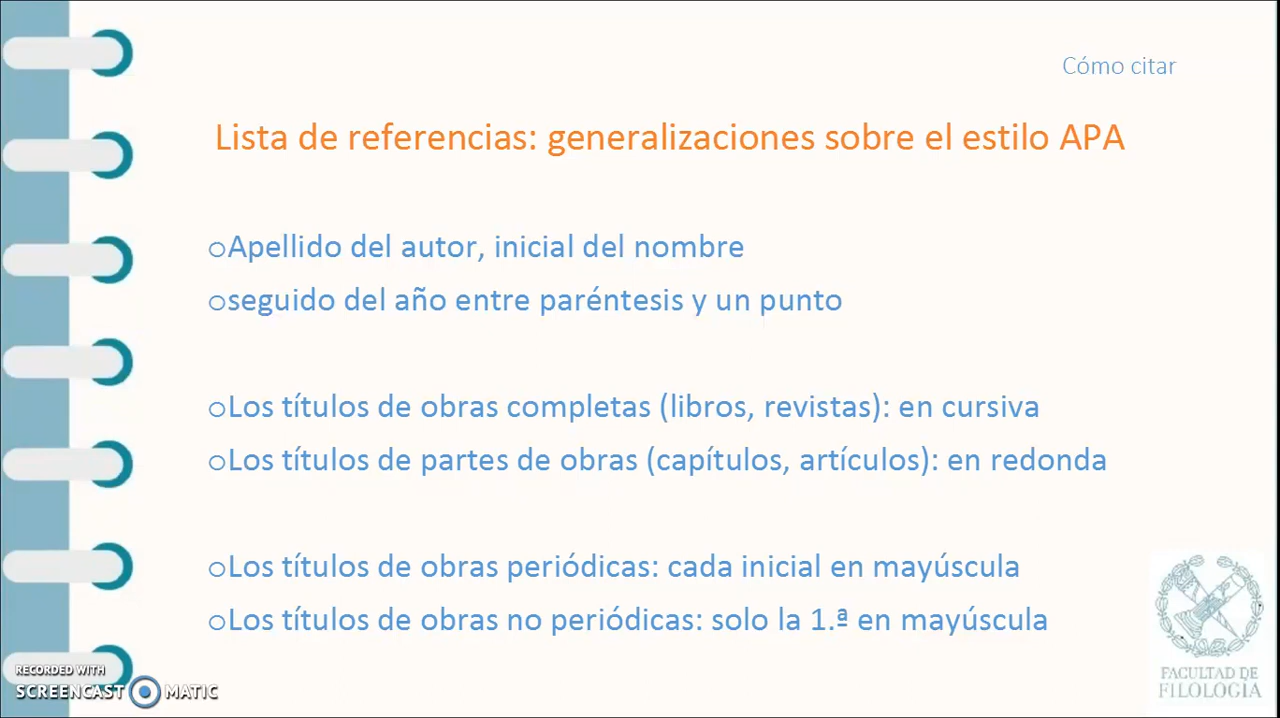 Cómo citar
Lista de referencias: generalizaciones sobre el estilo APA
oApellido del autor, inicial del nombre
oseguido del año entre paréntesis y un punto
oLos títulos de obras completas (libros, revistas): en cursiva
oLos títulos de partes de obras (capítulos, artículos): en redonda
oLos títulos de obras periódicas: cada inicial en mayúscula
oLos títulos de obras no periódicas: solo la 1.ª en mayúscula
FACULTAD DE
FILOLOGIA
RECORDED WITH
SCREENCAST MATIC